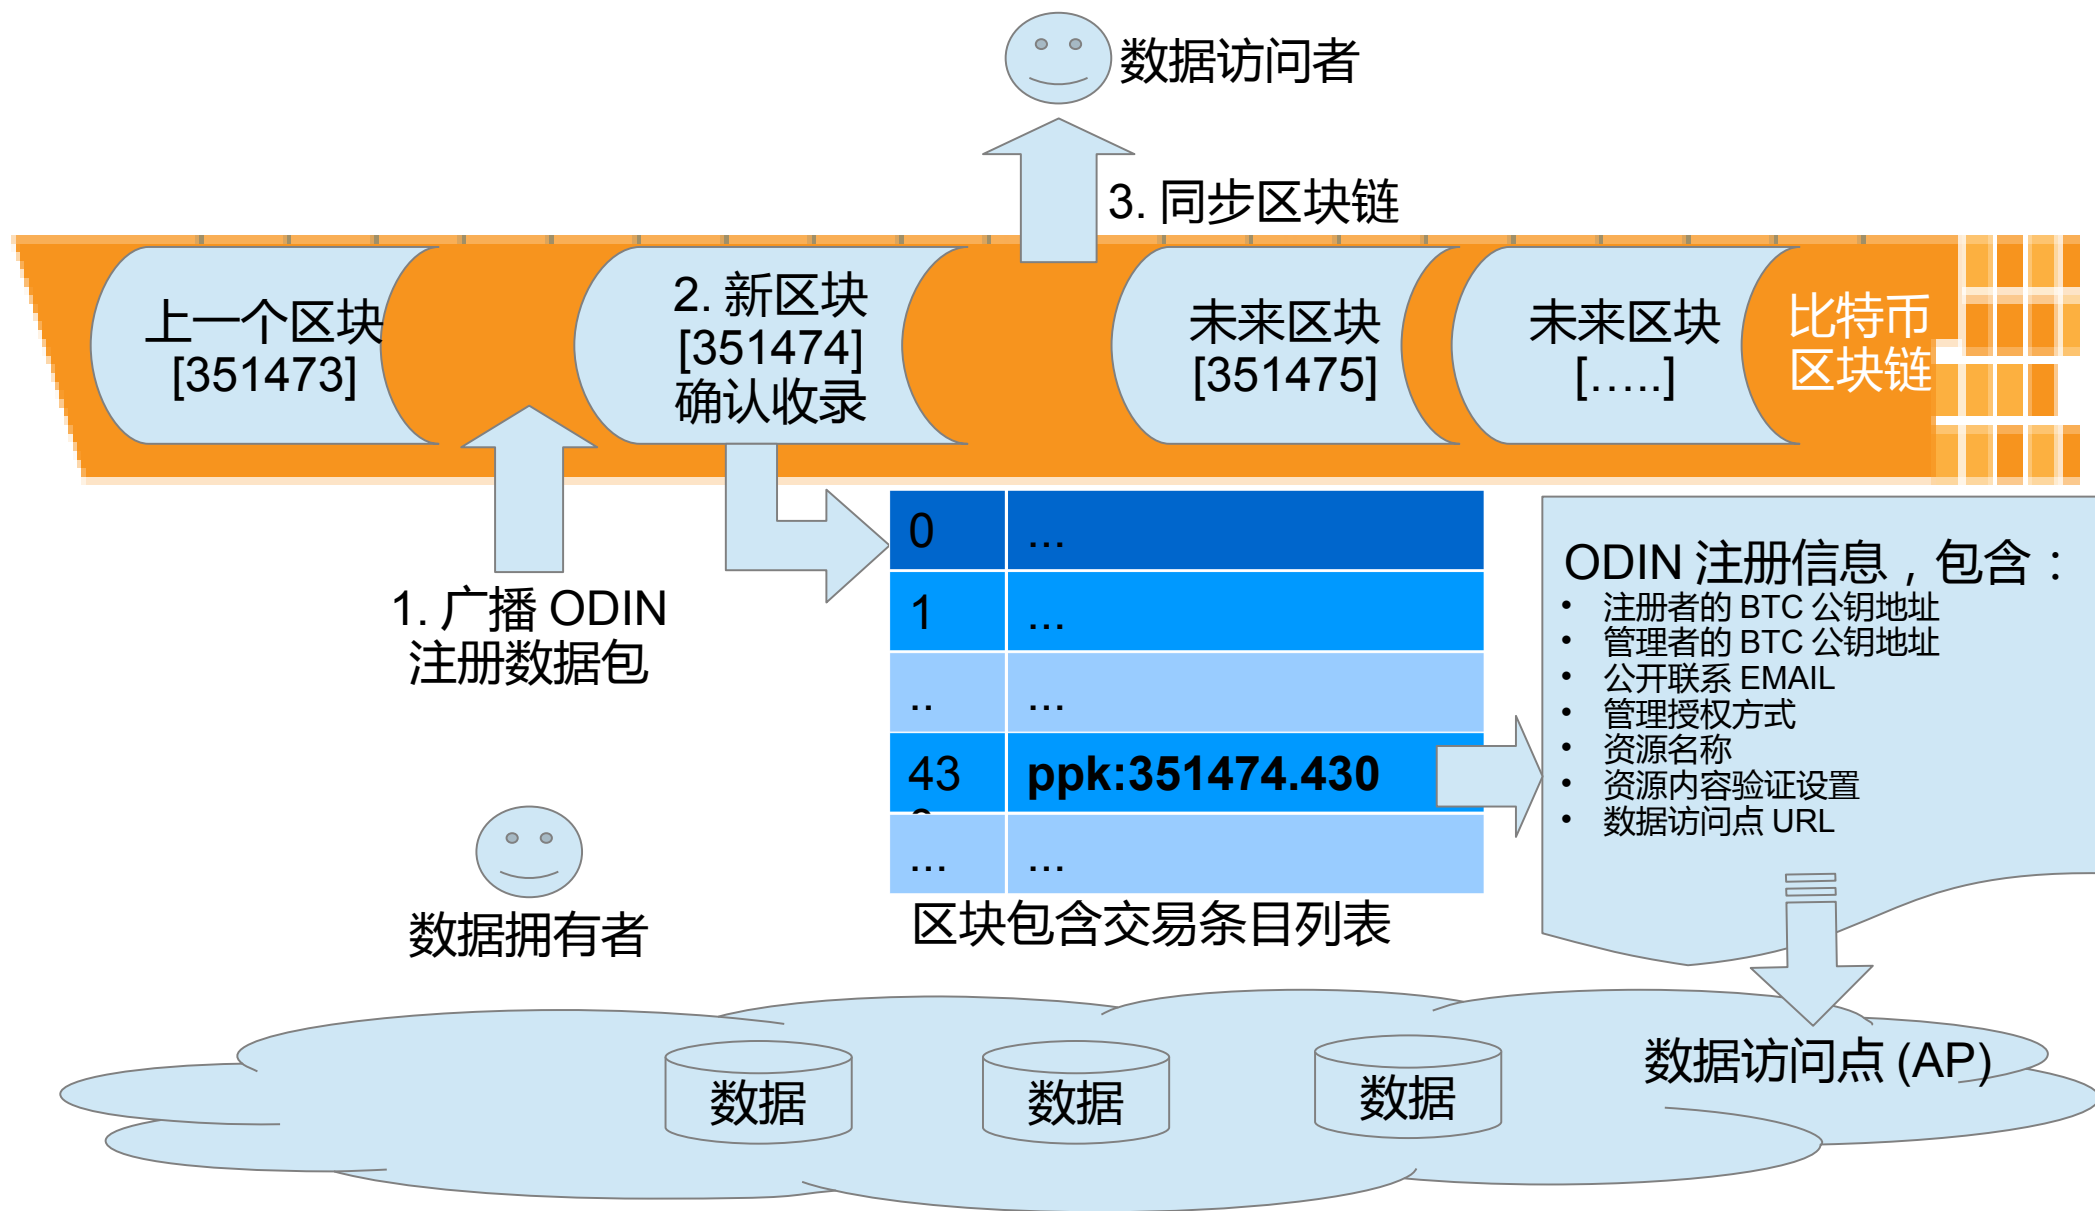 数据访问者
3. 同步区块链
上一个区块
[351473]
2. 新区块
[351474]
确认收录
未来区块
[351475]
未来区块
[…..]
比特币
区块链
1. 广播 ODIN
注册数据包
0 ...
1 ...
.. ...
43 ppk:351474.430
... ...
区块包含交易条目列表
ODIN 注册信息，包含：
• 注册者的 BTC 公钥地址
• 管理者的 BTC 公钥地址
• 公开联系 EMAIL
• 管理授权方式
• 资源名称
• 资源内容验证设置
• 数据访问点 URL
数据拥有者
数据访问点 (AP)
数据
数据
数据